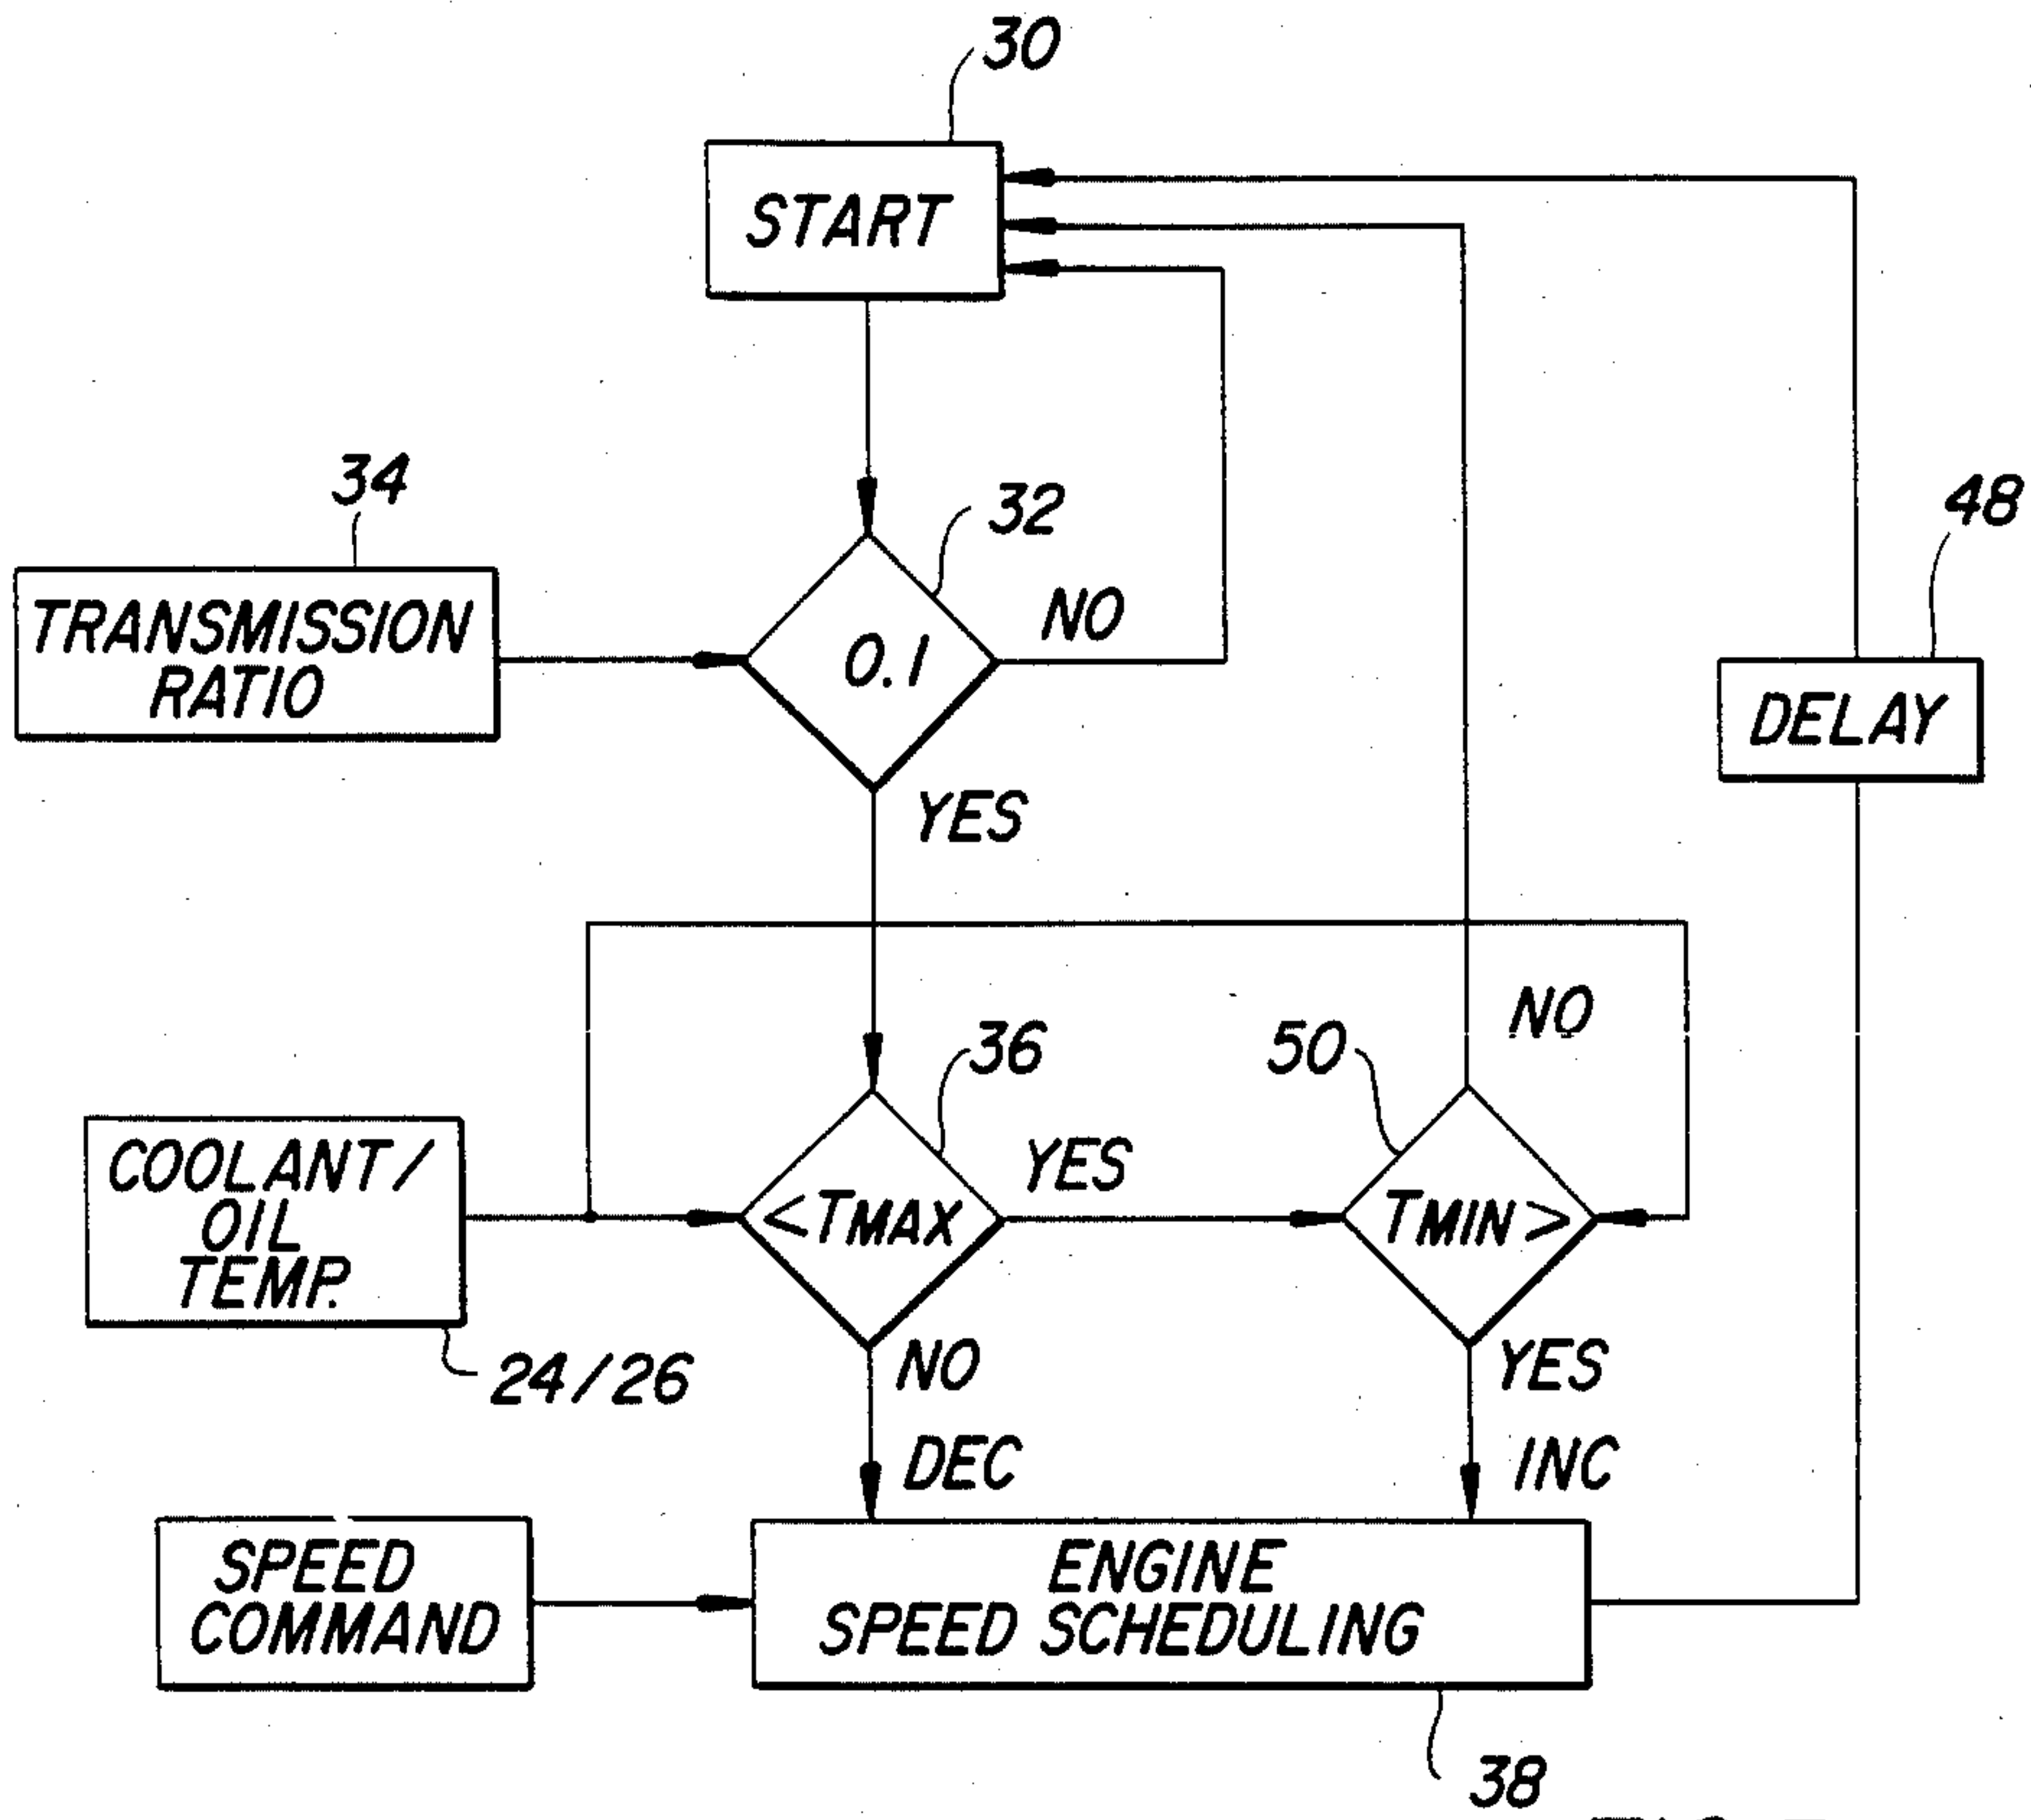 30
START
34
32
48
TRANSMISSION
RATIO
0.1
NO
DELAY
YES
NO
36
50
COOLANT/
OIL
TEMP.
YES
<TMAX
TMIN>
24/26
NO
YES
DEC
INC
SPEED
COMMAND
ENGINE
SPEED SCHEDULING
38